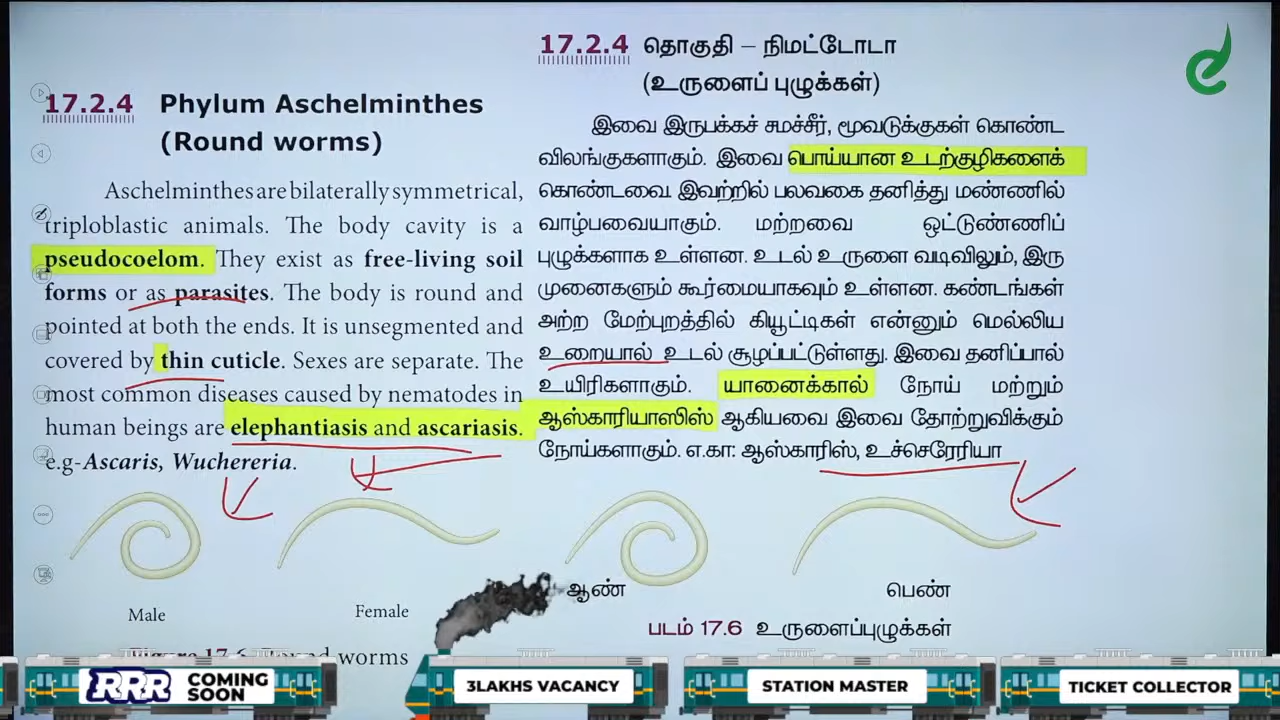 17.2.4 Phylum Aschelminthes
(Round worms)
Aschelminthes are bilaterally symmetrical,
triploblastic animals. The body cavity is a
pseudocoelom. They exist as free-living soil
forms or as parasites. The body is round and
pointed at both the ends. It is unsegmented and
covered by thin cuticle. Sexes are separate. The
most common diseases caused by nematodes in
human beings are elephantiasis and ascariasis.
e.g-Ascaris, Wuchereria.
Male
Female
17.2.4 தொகுதி – நிமட்டோடா
(உருளைப் புழுக்கள்)
இவை இருபக்கச் சமச்சீர், மூவடுக்குகள் கொண்ட
விலங்குகளாகும். இவை பொய்யான உடற்குழிகளைக்
கொண்டவை. இவற்றில் பலவகை தனித்து மண்ணில்
வாழ்பவையாகும். மற்றவை ஒட்டுண்ணிப்
புழுக்களாக உள்ளன. உடல் உருளை வடிவிலும், இரு
முனைகளும் கூர்மையாகவும் உள்ளன. கண்டங்கள்
அற்ற மேற்புறத்தில் கியூட்டிகள் என்னும் மெல்லிய
உறையால் உடல் சூழப்பட்டுள்ளது. இவை தனிப்பால்
உயிரிகளாகும். யானைக்கால் நோய் மற்றும்
ஆஸ்காரியாஸிஸ் ஆகியவை இவை தோற்றுவிக்கும்
நோய்களாகும். எ.கா: ஆஸ்காரிஸ், உச்செரேரியா
ஆண்
பெண்
படம் 17.6 உருளைப்புழுக்கள்
worms
RRR COMING
SOON
3LAKHS VACANCY
STATION MASTER
TICKET COLLECTOR